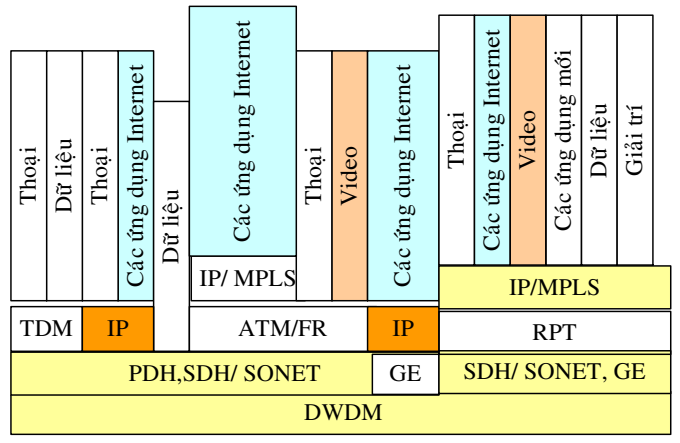 Thoại
Dữ liệu
Thoại
Các ứng dụng Internet
Dữ liệu
Các ứng dụng Internet
Thoại
Video
Các ứng dụng Internet
Thoại
Các ứng dụng Internet
Video
Các ứng dụng mới
Dữ liệu
Giải trí
IP/ MPLS
IP/MPLS
TDM
IP
ATM/FR
IP
RPT
PDH,SDH/ SONET
GE
SDH/ SONET, GE
DWDM